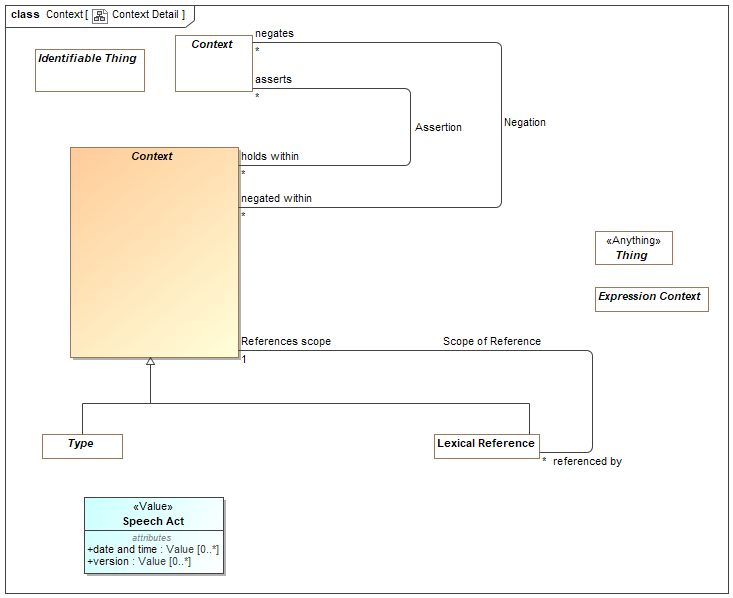 class Context [ Context Detail ]
Identifiable Thing
Context
negates
*
asserts
*
Assertion
Negation
Context
holds within
*
negated within
*
«Anything»
Thing
Expression Context
References scope
1
Scope of Reference
Type
Lexical Reference
* referenced by
«Value»
Speech Act
attributes
+date and time : Value [0..*]
+version : Value [0..*]